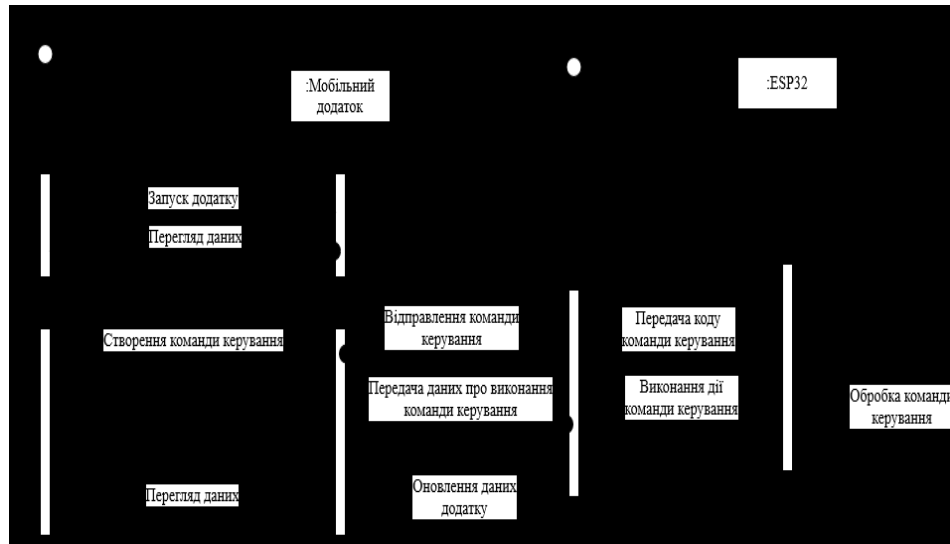 :Мобільний
додаток
:ESP32
Запуск додатку
Перегляд даних
Створення команди керування
Відправлення команди
керування
Передача коду
команди керування
Передача даних про виконання
команди керування
Виконання дії
команди керування
Обробка команди
керування
Перегляд даних
Оновлення даних
додатку